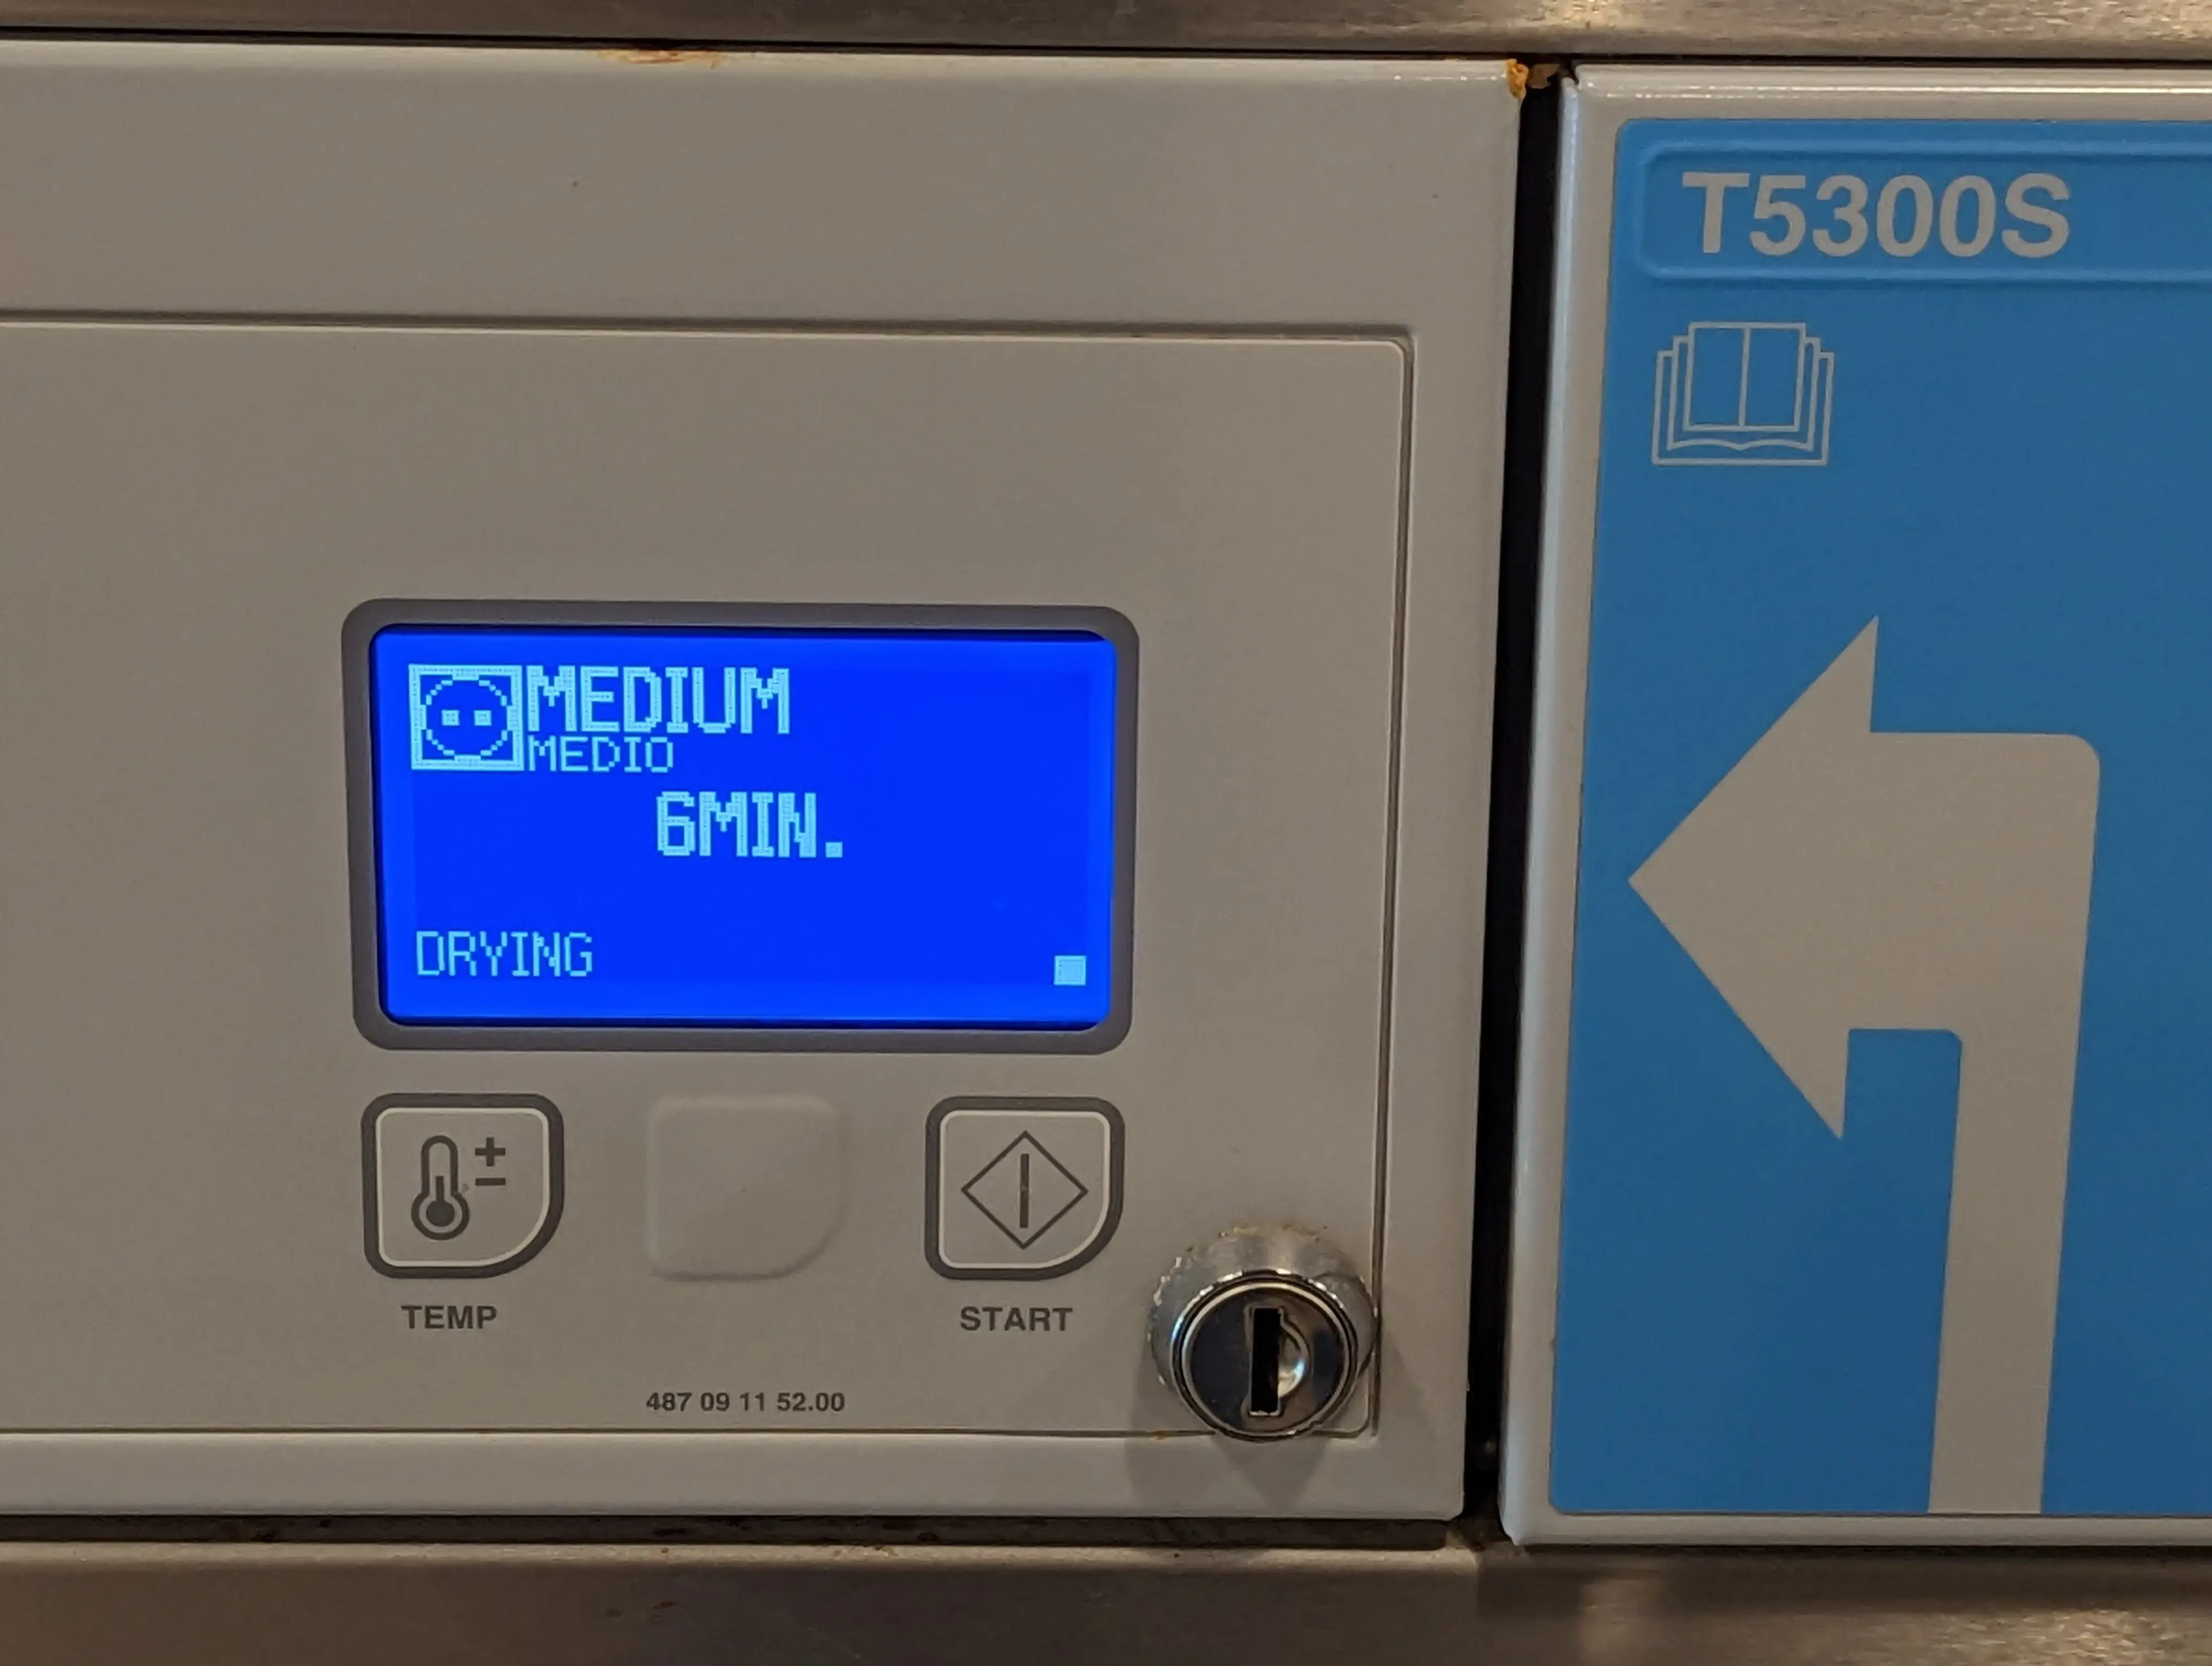 T5300S
MEDIUM
MEDIO
6MIN.
DRYING
TEMP
START
487 09 11 52.00